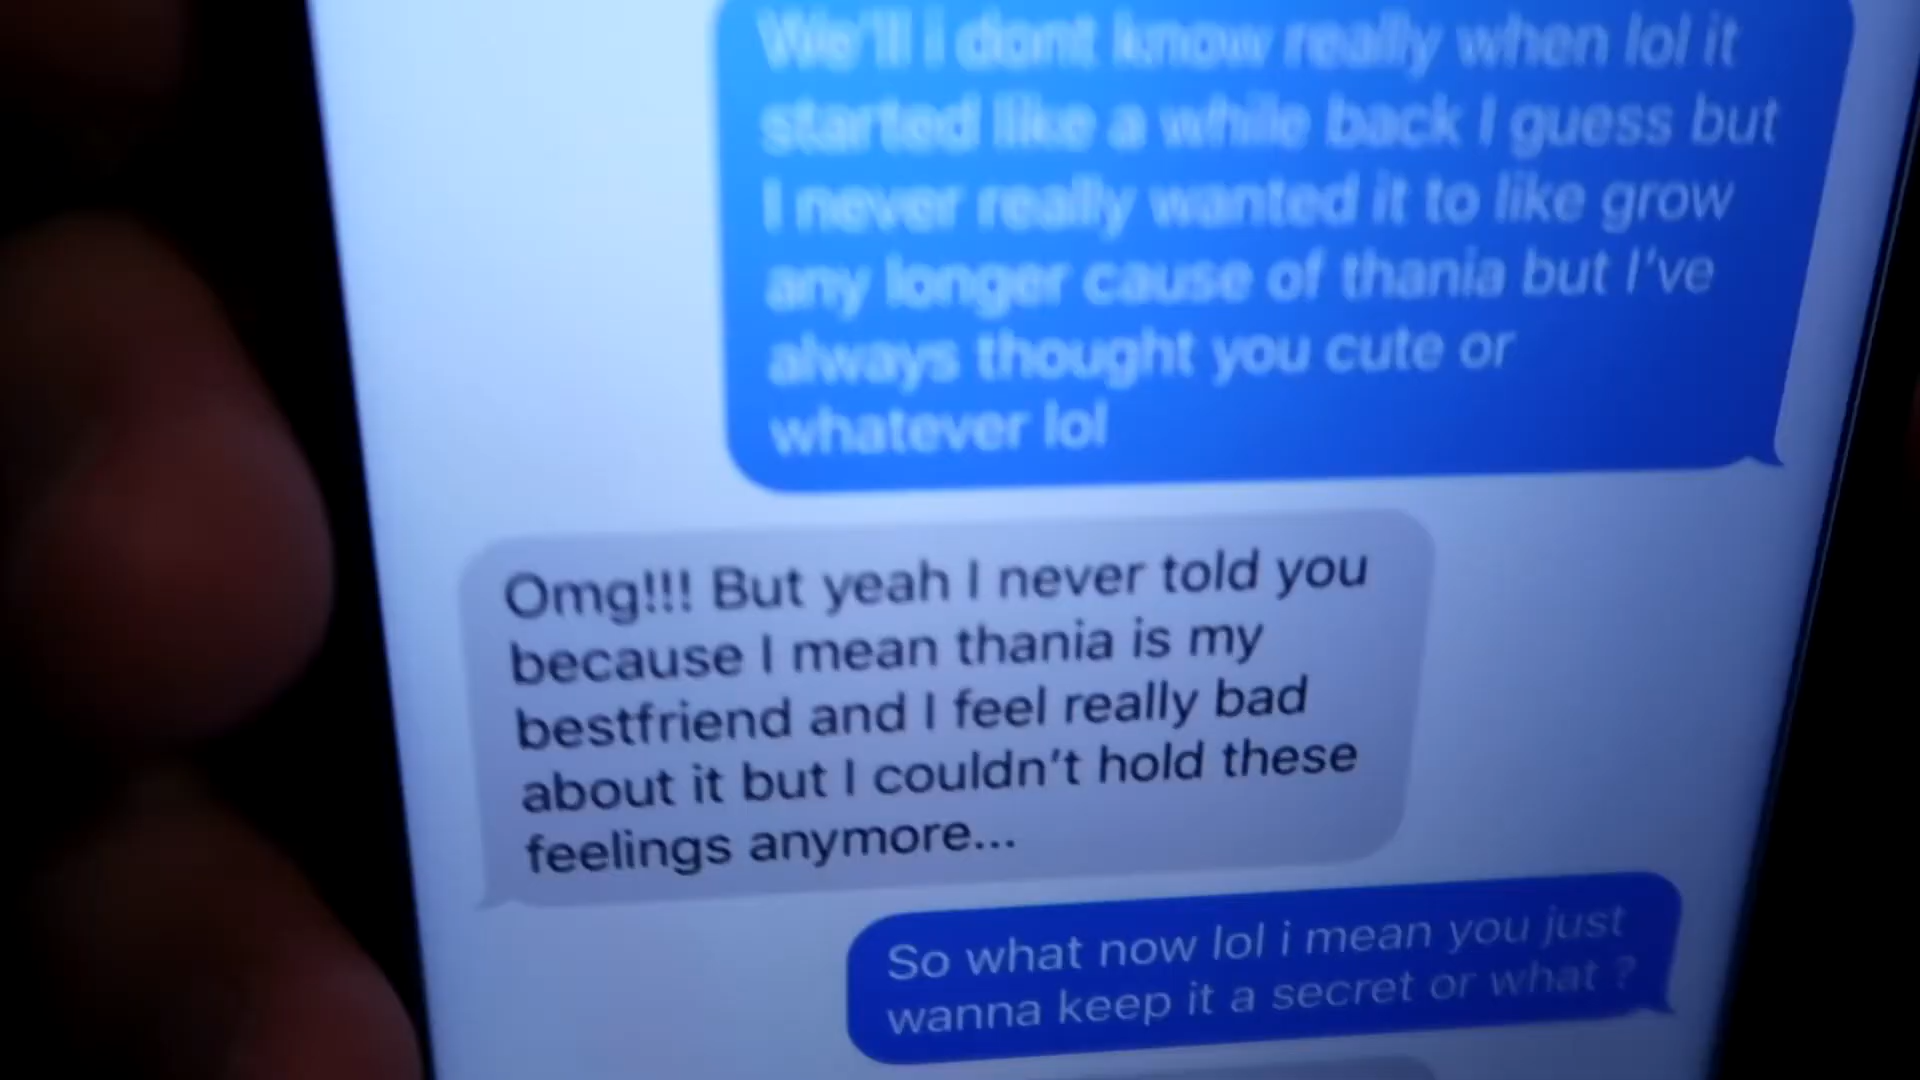 We'll i dont know really when lol it
started like a while back I guess but
I never really wanted it to like grow
any longer cause of thania but I've
always thought you cute or
whatever lol
Omg!!! But yeah I never told you
because I mean thania is my
bestfriend and I feel really bad
about it but I couldn't hold these
feelings anymore...
So what now lol i mean you just
wanna keep it a secret or what ?